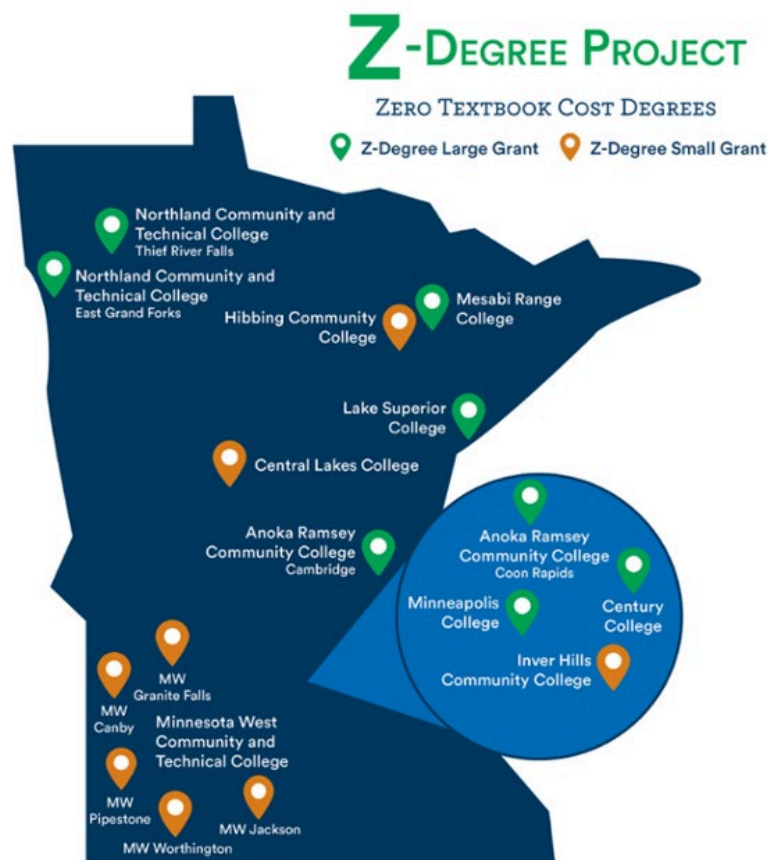 Z-Degree Project
Zero Textbook Cost Degrees
Z-Degree Large Grant
Z-Degree Small Grant
Northland Community and
Technical College
Thief River Falls
Northland Community and
Technical College
East Grand Forks
Mesabi Range
College
Hibbing Community
College
Lake Superior
College
Central Lakes College
Anoka Ramsey
Community College
Cambridge
Anoka Ramsey
Community College
Coon Rapids
Minneapolis
College
Century
College
Inver Hills
Community College
MW
Granite Falls
MW
Canby
Minnesota West
Community and
Technical College
MW
Pipestone
MW Jackson
MW Worthington